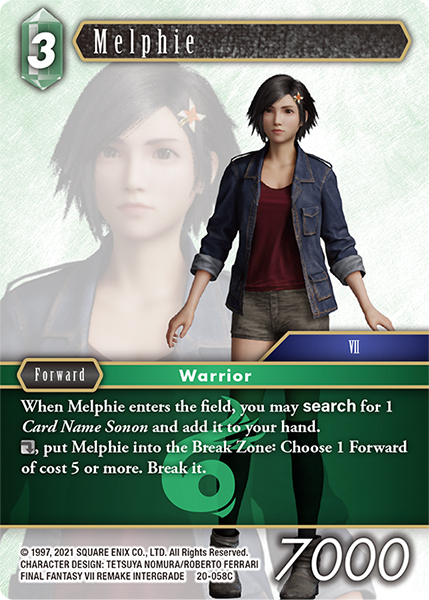 3
Melphie
VII
Forward
Warrior
When Melphie enters the field, you may search for 1
Card Name Sonon and add it to your hand.
, put Melphie into the Break Zone: Choose 1 Forward
of cost 5 or more. Break it.
© 1997, 2021 SQUARE ENIX CO., LTD. All Rights Reserved.
CHARACTER DESIGN: TETSUYA NOMURA/ROBERTO FERRARI
FINAL FANTASY VII REMAKE INTERGRADE 20-058C
7000